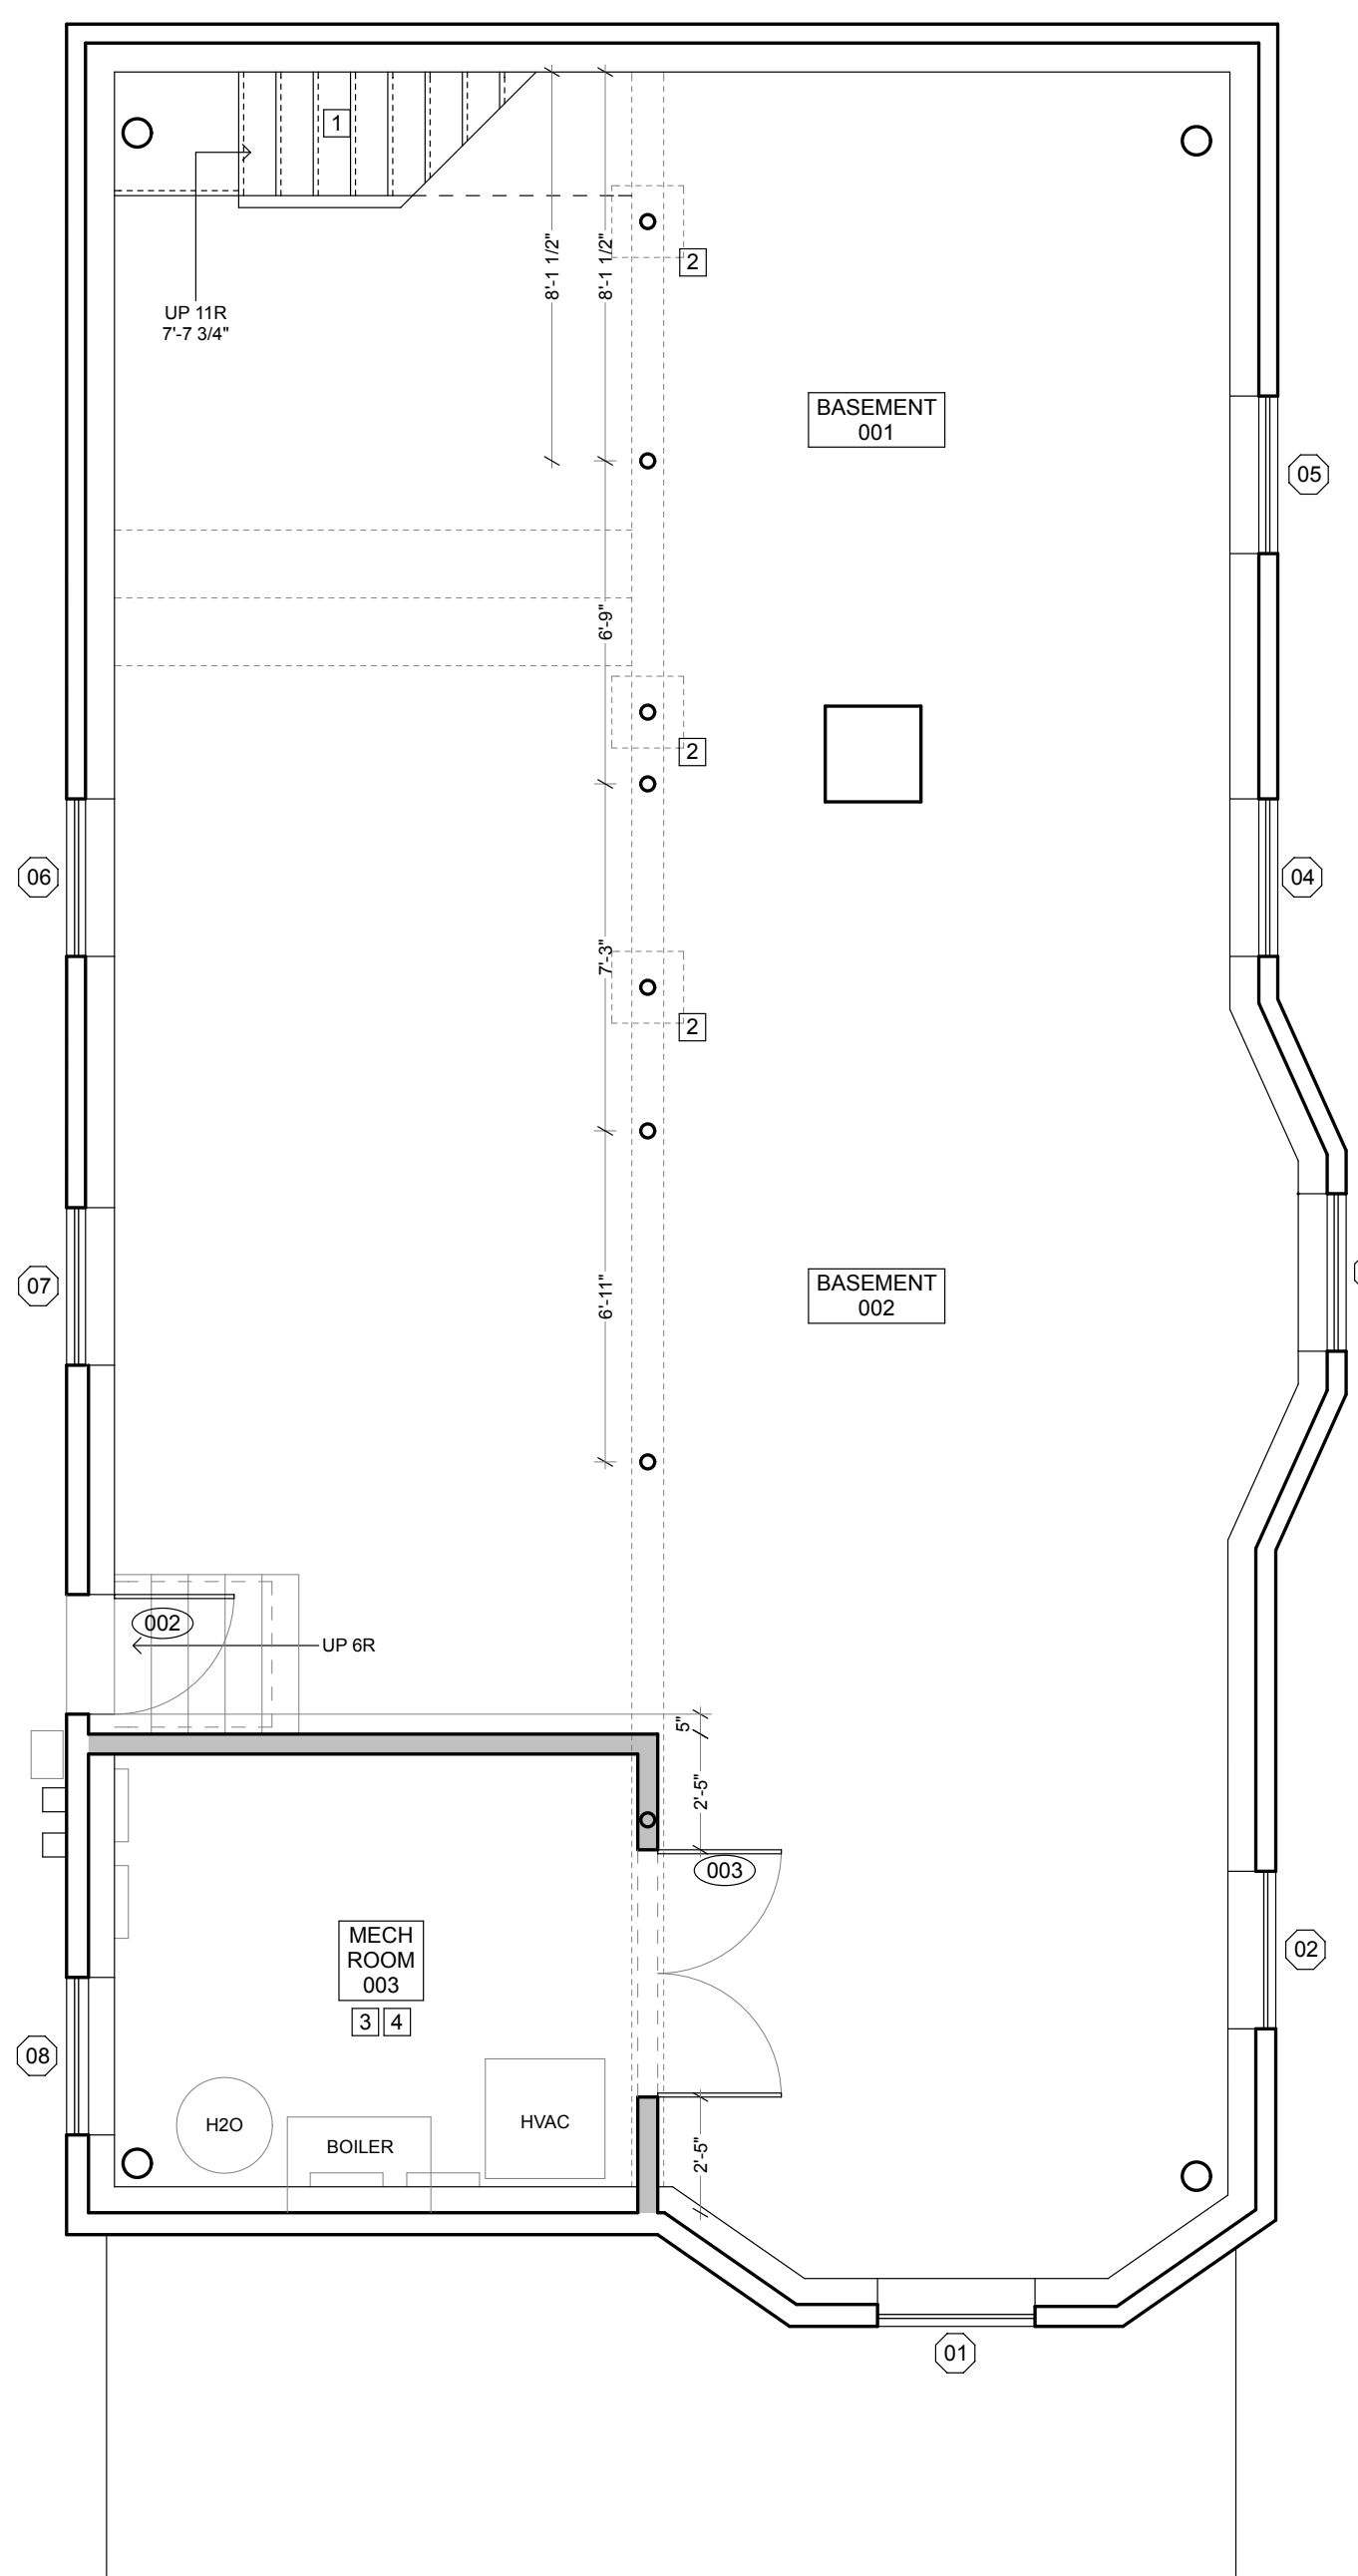 1
8'-1 1/2"
8'-1 1/2"
2
UP 11R
7'-7 3/4"
BASEMENT
001
05
6'-9"
2
06
04
7'-3"
2
07
BASEMENT
002
6'-11"
002
UP 6R
5"
2'-5"
003
MECH
ROOM
003
3 4
02
08
H2O
BOILER
HVAC
2'-5"
01